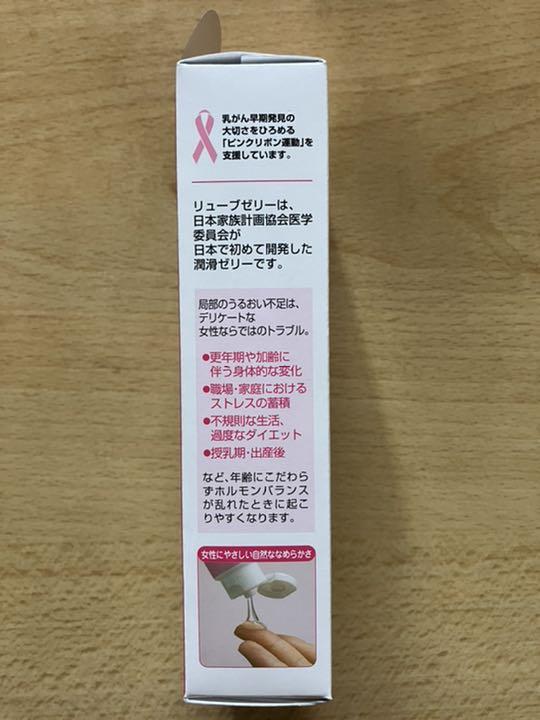 乳がん早期発見の
大切さをひろめる
「ピンクリボン運動」を
支援しています。
リューブゼリーは、
日本家族計画協会医学
委員会が
日本で初めて開発した
潤滑ゼリーです。
局部のうるおい不足は、
デリケートな
女性ならではのトラブル。
●更年期や加齢に
伴う身体的な変化
●職場・家庭における
ストレスの蓄積
●不規則な生活、
過度なダイエット
●授乳期・出産後
など、年齢にこだわら
ずホルモンバランス
が乱れたときに起こ
りやすくなります。
女性にやさしい自然ななめらかさ